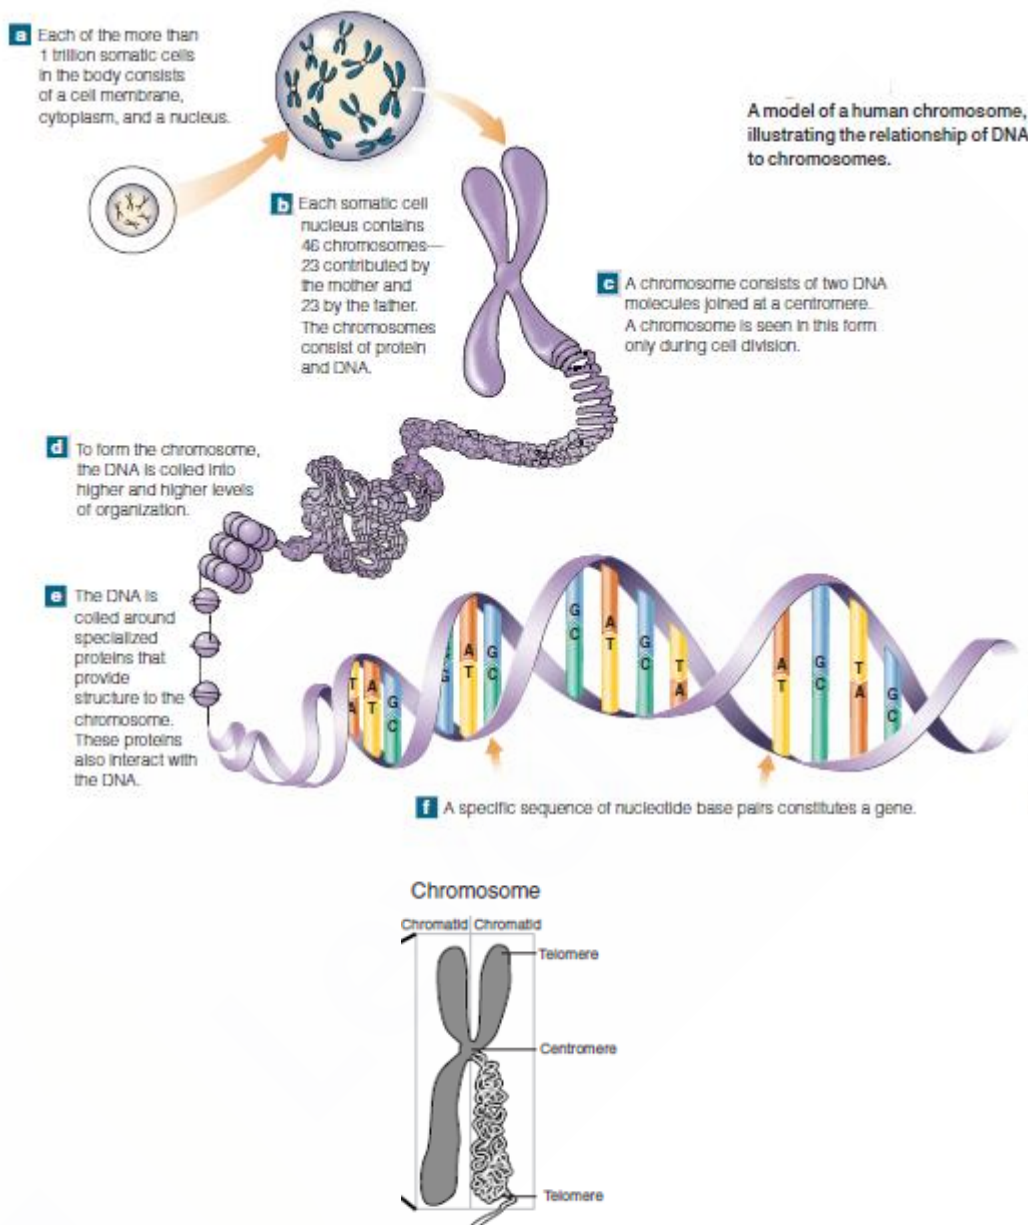 a Each of the more than
1 trillion somatic cells
in the body consists
of a cell membrane,
cytoplasm, and a nucleus.
A model of a human chromosome,
illustrating the relationship of DNA
to chromosomes.
b Each somatic cell
nucleus contains
46 chromosomes—
23 contributed by
the mother and
23 by the father.
The chromosomes
consist of protein
and DNA.
c A chromosome consists of two DNA
molecules joined at a centromere.
A chromosome is seen in this form
only during cell division.
d To form the chromosome,
the DNA is coiled into
higher and higher levels
of organization.
e The DNA is
coiled around
specialized
proteins that
provide
structure to the
chromosome.
These proteins
also interact with
the DNA.
T A G
A T C
A G
G T C
G A G T
C T C A
A G T G
T C A C
f A specific sequence of nucleotide base pairs constitutes a gene.
Chromosome
Chromatid Chromatid
Telomere
Centromere
Telomere